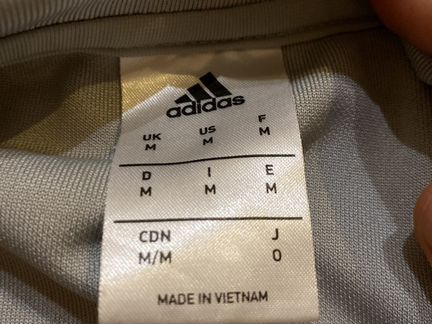 adidas
UK US F
M M M
D I E
M M M
CDN J
M/M O
MADE IN VIETNAM